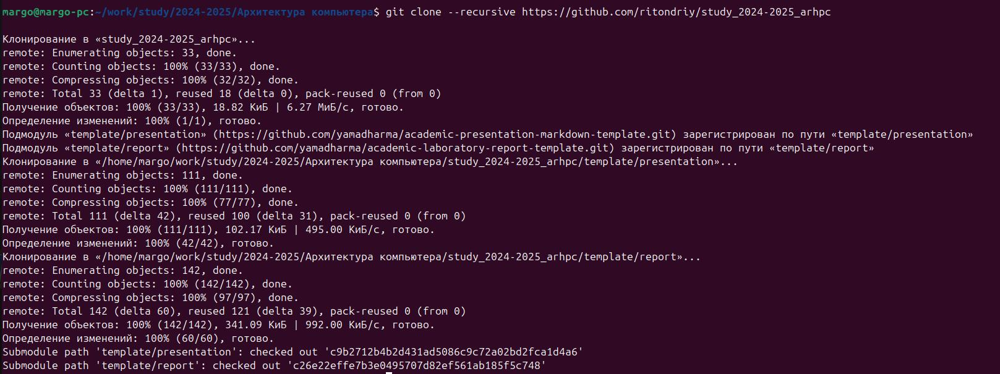 margo@margo-pc:~/work/study/2024-2025/Архитектура компьютера$ git clone --recursive https://github.com/ritondriy/study_2024-2025_arhpc
Клонирование в «study_2024-2025_arhpc»...
remote: Enumerating objects: 33, done.
remote: Counting objects: 100% (33/33), done.
remote: Compressing objects: 100% (32/32), done.
remote: Total 33 (delta 1), reused 18 (delta 0), pack-reused 0 (from 0)
Получение объектов: 100% (33/33), 18.82 КиБ | 6.27 МиБ/с, готово.
Определение изменений: 100% (1/1), готово.
Подмодуль «template/presentation» (https://github.com/yamadharma/academic-presentation-markdown-template.git) зарегистрирован по пути «template/presentation»
Подмодуль «template/report» (https://github.com/yamadharma/academic-laboratory-report-template.git) зарегистрирован по пути «template/report»
Клонирование в «/home/margo/work/study/2024-2025/Архитектура компьютера/study_2024-2025_arhpc/template/presentation»...
remote: Enumerating objects: 111, done.
remote: Counting objects: 100% (111/111), done.
remote: Compressing objects: 100% (77/77), done.
remote: Total 111 (delta 42), reused 100 (delta 31), pack-reused 0 (from 0)
Получение объектов: 100% (111/111), 102.17 КиБ | 495.00 КиБ/с, готово.
Определение изменений: 100% (42/42), готово.
Клонирование в «/home/margo/work/study/2024-2025/Архитектура компьютера/study_2024-2025_arhpc/template/report»...
remote: Enumerating objects: 142, done.
remote: Counting objects: 100% (142/142), done.
remote: Compressing objects: 100% (97/97), done.
remote: Total 142 (delta 60), reused 121 (delta 39), pack-reused 0 (from 0)
Получение объектов: 100% (142/142), 341.09 КиБ | 992.00 КиБ/с, готово.
Определение изменений: 100% (60/60), готово.
Submodule path 'template/presentation': checked out 'c9b2712b4b2d431ad5086c9c72a02bd2fca1d4a6'
Submodule path 'template/report': checked out 'c26e22effe7b3e0495707d82ef561ab185f5c748'